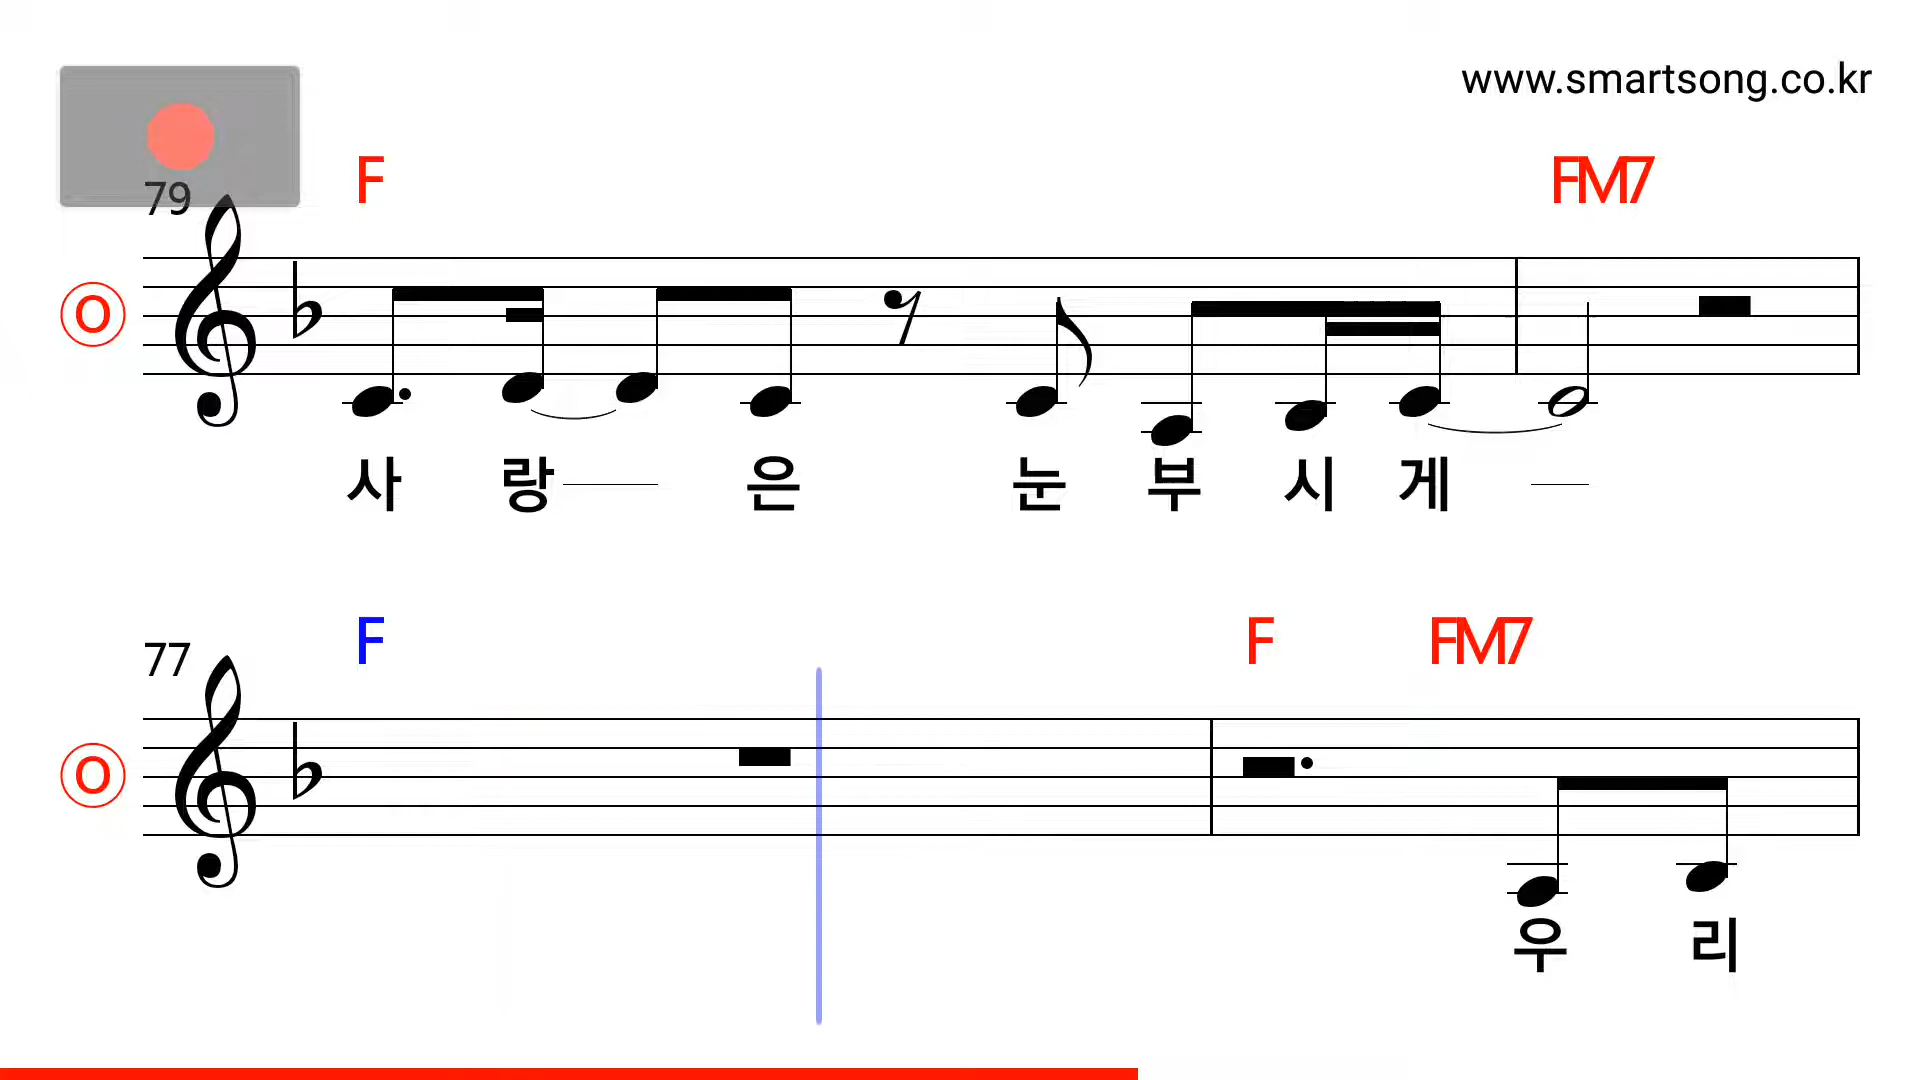 www.smartsong.co.kr
79 F FM7
O
사 랑 은 눈 부 시 게
77 F F FM7
O
우 리